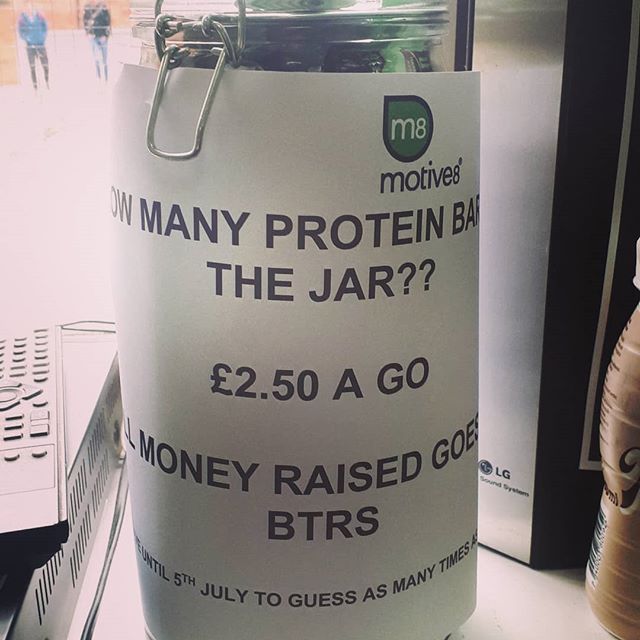 m8
motive8
OW MANY PROTEIN BAR
THE JAR??
£2.50 A GO
L MONEY RAISED GOES
BTRS
E UNTIL 5TH JULY TO GUESS AS MANY TIMES A
LG
Sound System